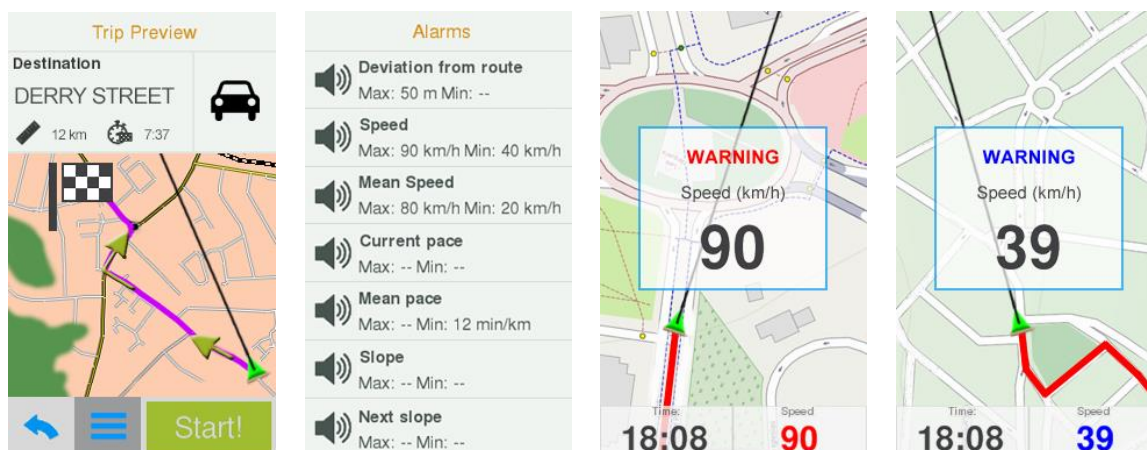 Trip Preview
Destination
DERRY STREET
12 km 7:37
Start!
Alarms
Deviation from route
Max: 50 m Min: --
Speed
Max: 90 km/h Min: 40 km/h
Mean Speed
Max: 80 km/h Min: 20 km/h
Current pace
Max: -- Min: --
Mean pace
Max: -- Min: 12 min/km
Slope
Max: -- Min: --
Next slope
Max: -- Min: --
WARNING
Speed (km/h)
90
Time: Speed
18:08 90
WARNING
Speed (km/h)
39
Time: Speed
18:08 39